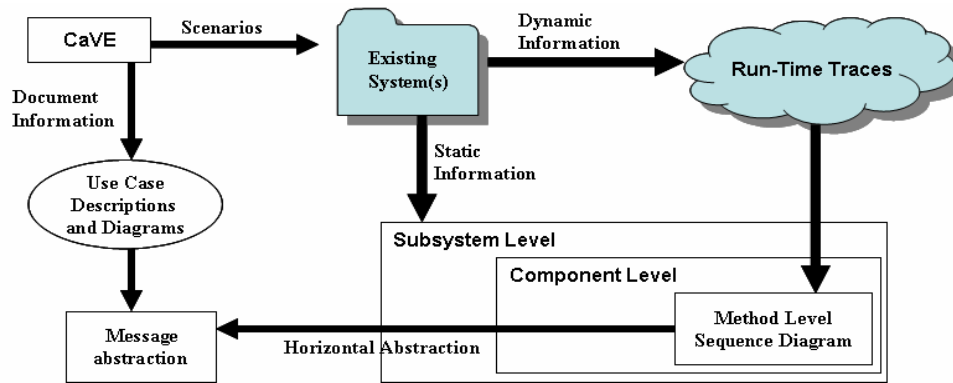 CaVE
Scenarios
Existing
System(s)
Dynamic
Information
Run-Time Traces
Document
Information
Static
Information
Use Case
Descriptions
and Diagrams
Subsystem Level
Component Level
Method Level
Sequence Diagram
Horizontal Abstraction
Message
abstraction